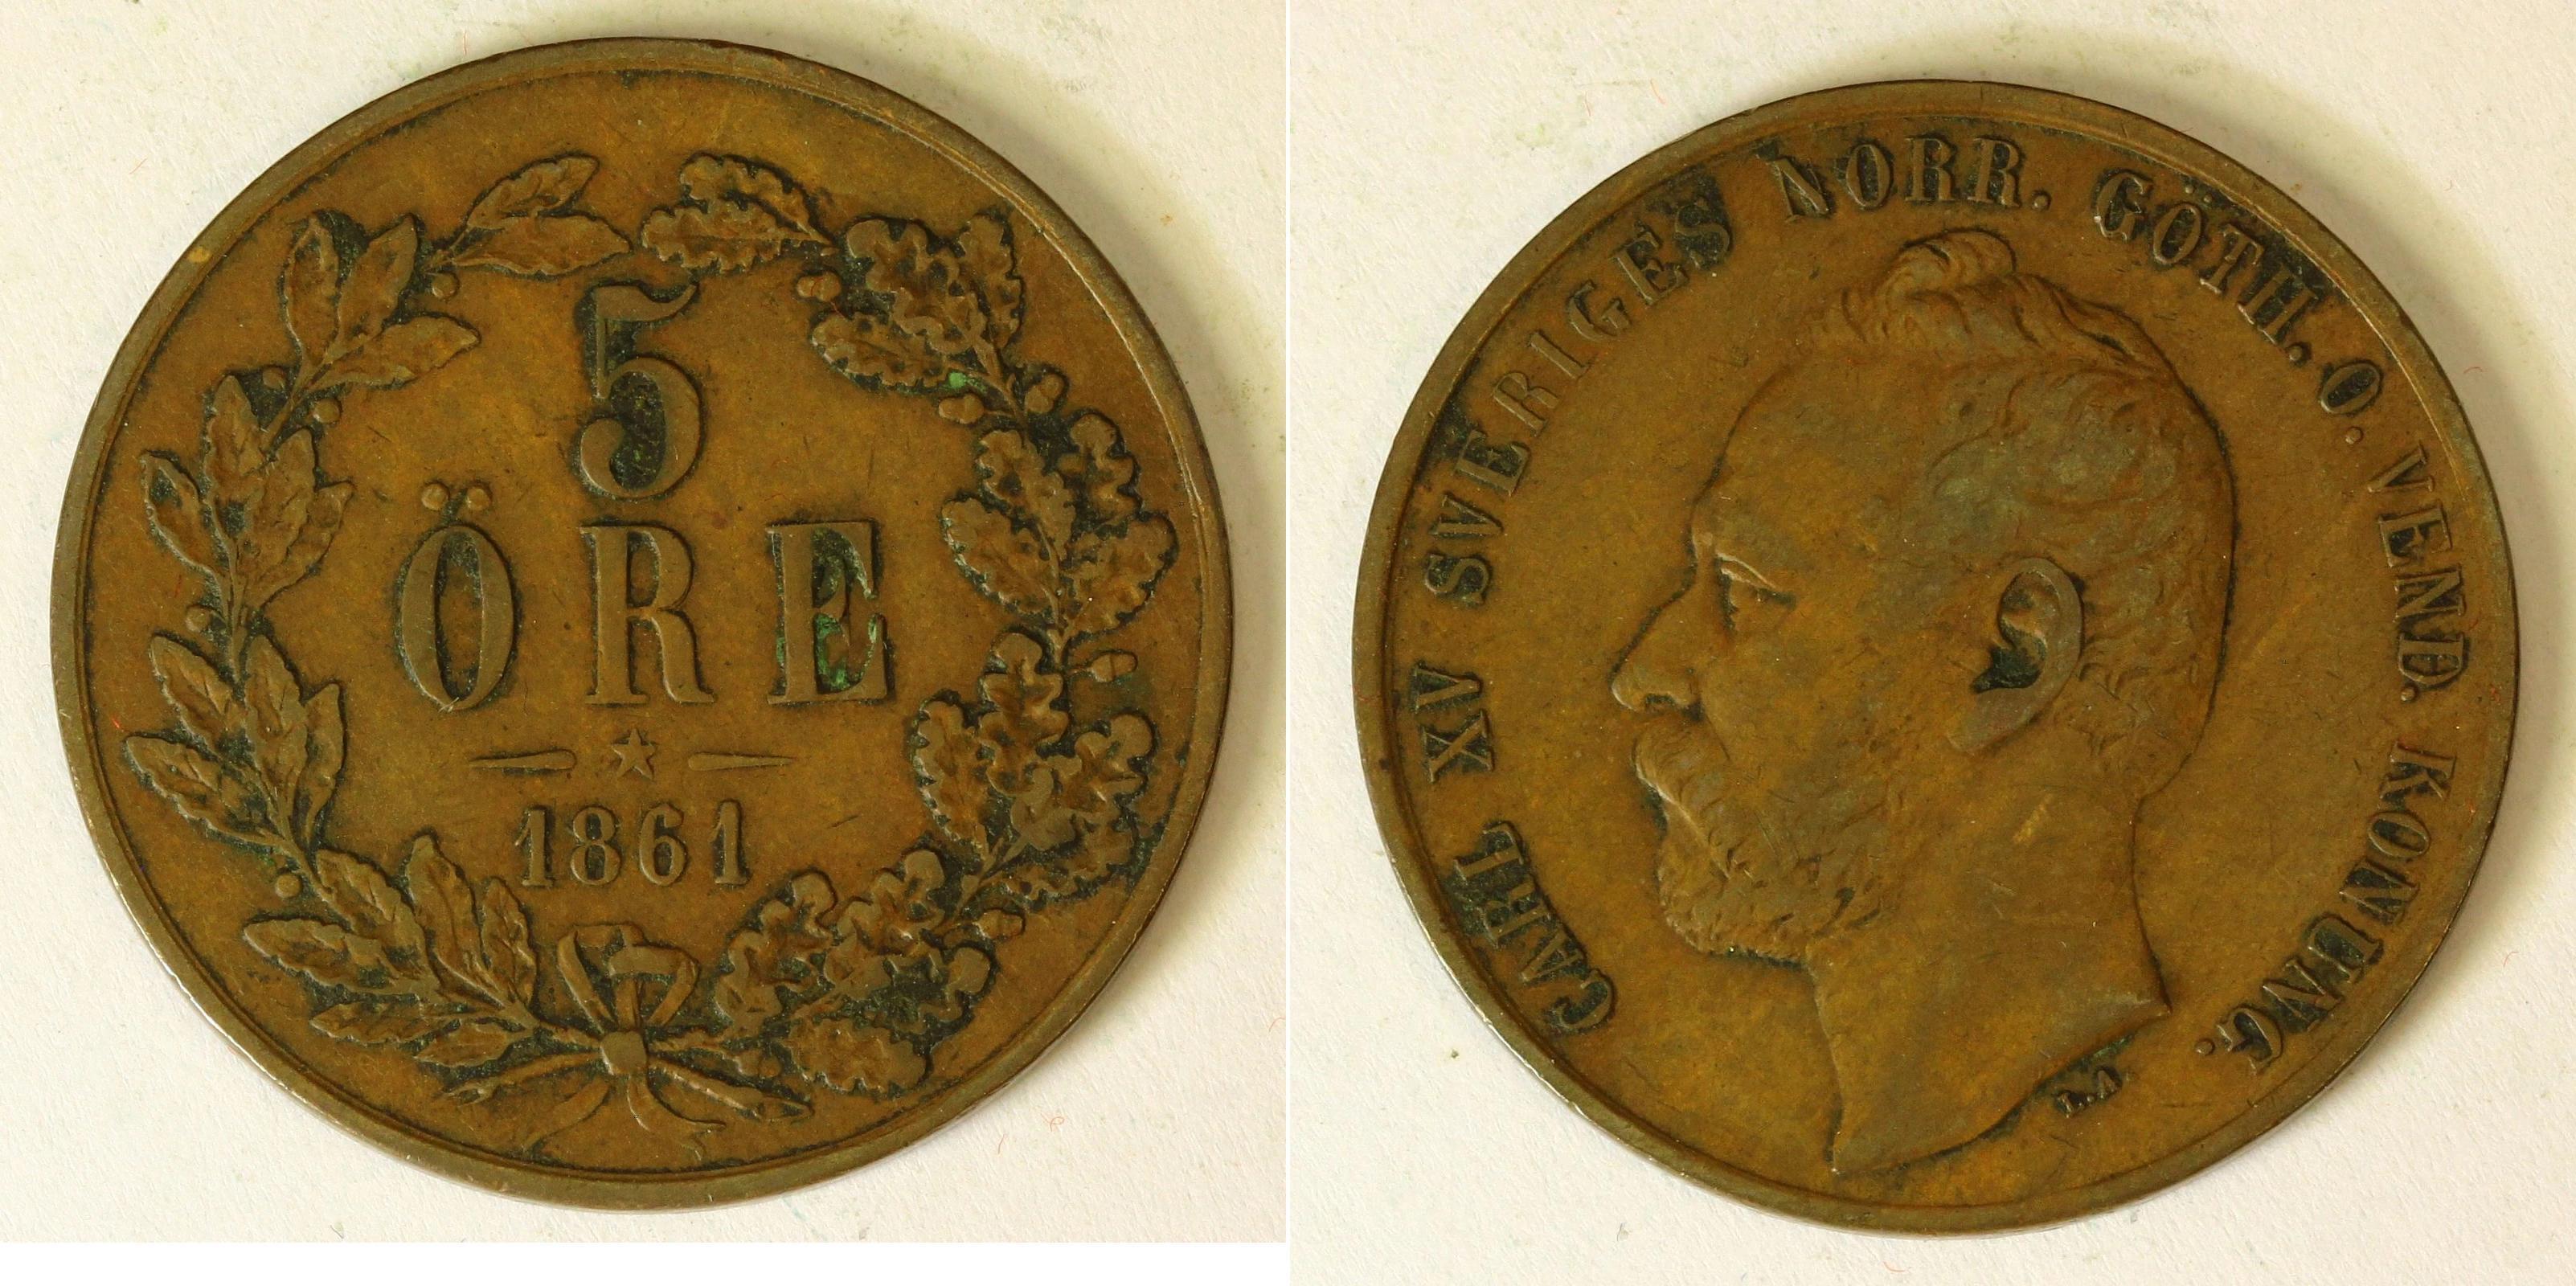 5
ÖRE
1861
CARL XV SVERIGES NORR. GÖTH. O. VEND. KONUNG.
L.A